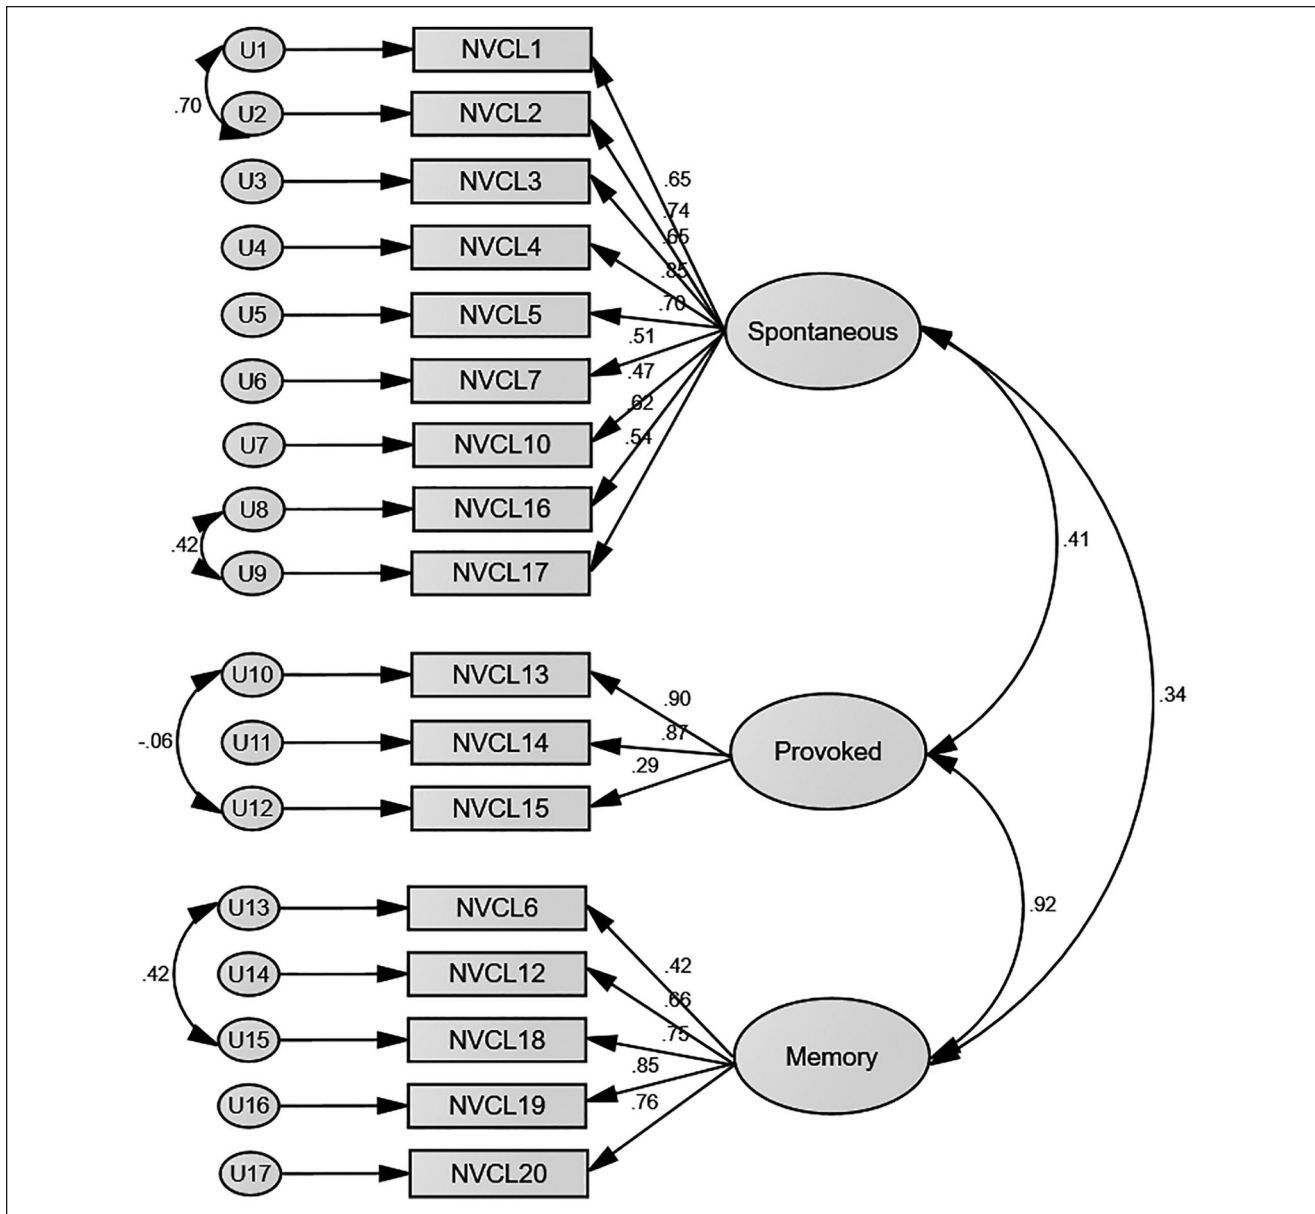 U1 NVCL1
.70
U2 NVCL2
U3 NVCL3
.65
.74
.65
U4 NVCL4
.85
.70
U5 NVCL5
.51
Spontaneous
U6 NVCL7
.47
.62
U7 NVCL10
.54
U8 NVCL16
.42
U9 NVCL17
.41
U10 NVCL13
.90
.34
-.06
U11 NVCL14
.87
Provoked
.29
U12 NVCL15
U13 NVCL6
.92
.42
.42
U14 NVCL12
.66
.75
U15 NVCL18
Memory
.85
U16 NVCL19
.76
U17 NVCL20